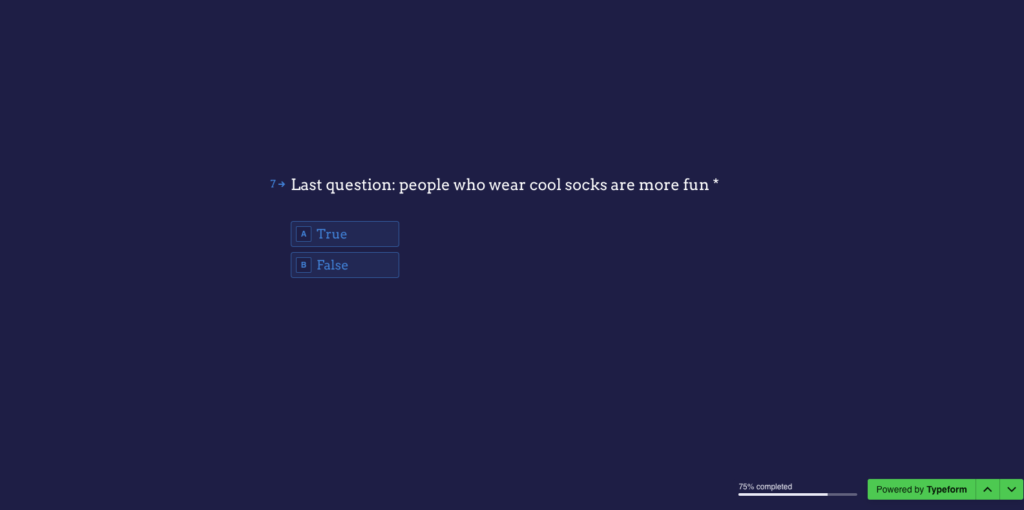 7 → Last question: people who wear cool socks are more fun *
A True
B False
75% completed
Powered by Typeform